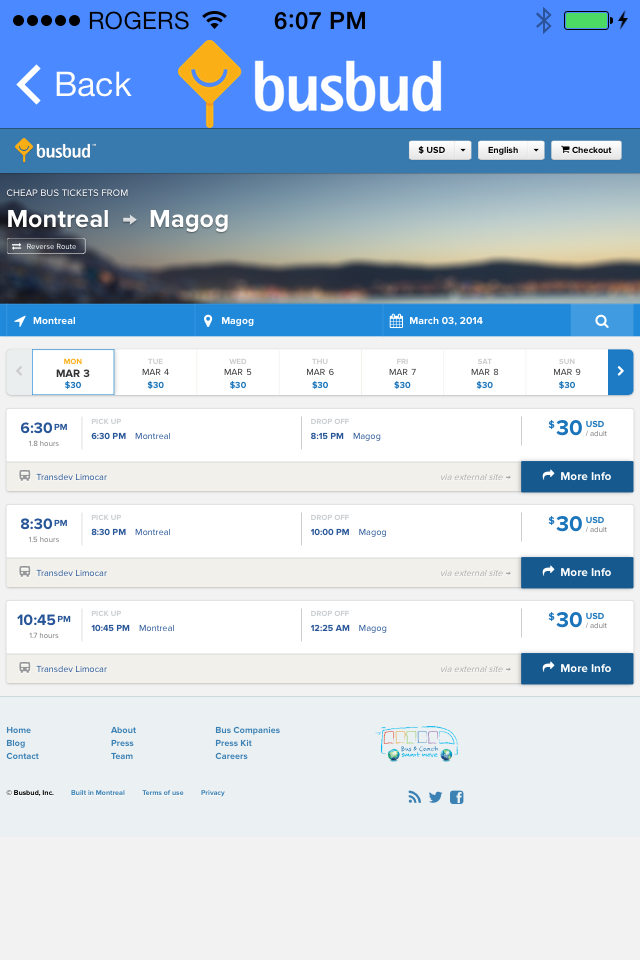 ROGERS 6:07 PM
Back busbud
busbud™ $ USD English Checkout
CHEAP BUS TICKETS FROM
Montreal → Magog
Reverse Route
Montreal Magog March 03, 2014
MON TUE WED THU FRI SAT SUN
MAR 3 MAR 4 MAR 5 MAR 6 MAR 7 MAR 8 MAR 9
$30 $30 $30 $30 $30 $30 $30
6:30 PM PICK UP DROP OFF $30 USD
1.8 hours 6:30 PM Montreal 8:15 PM Magog / adult
Transdev Limocar via external site → More Info
8:30 PM PICK UP DROP OFF $30 USD
1.5 hours 8:30 PM Montreal 10:00 PM Magog / adult
Transdev Limocar via external site → More Info
10:45 PM PICK UP DROP OFF $30 USD
1.7 hours 10:45 PM Montreal 12:25 AM Magog / adult
Transdev Limocar via external site → More Info
Home About Bus Companies
Blog Press Press Kit
Contact Team Careers
Bus & Coach
smart move
© Busbud, Inc. Built in Montreal Terms of use Privacy